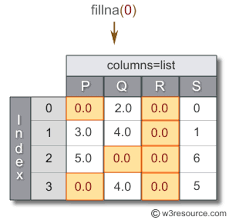 fillna(0)
columns=list
P Q R S
Index
0 0.0 2.0 0.0 0
1 3.0 4.0 0.0 1
2 5.0 0.0 0.0 6
3 0.0 4.0 0.0 5
© w3resource.com